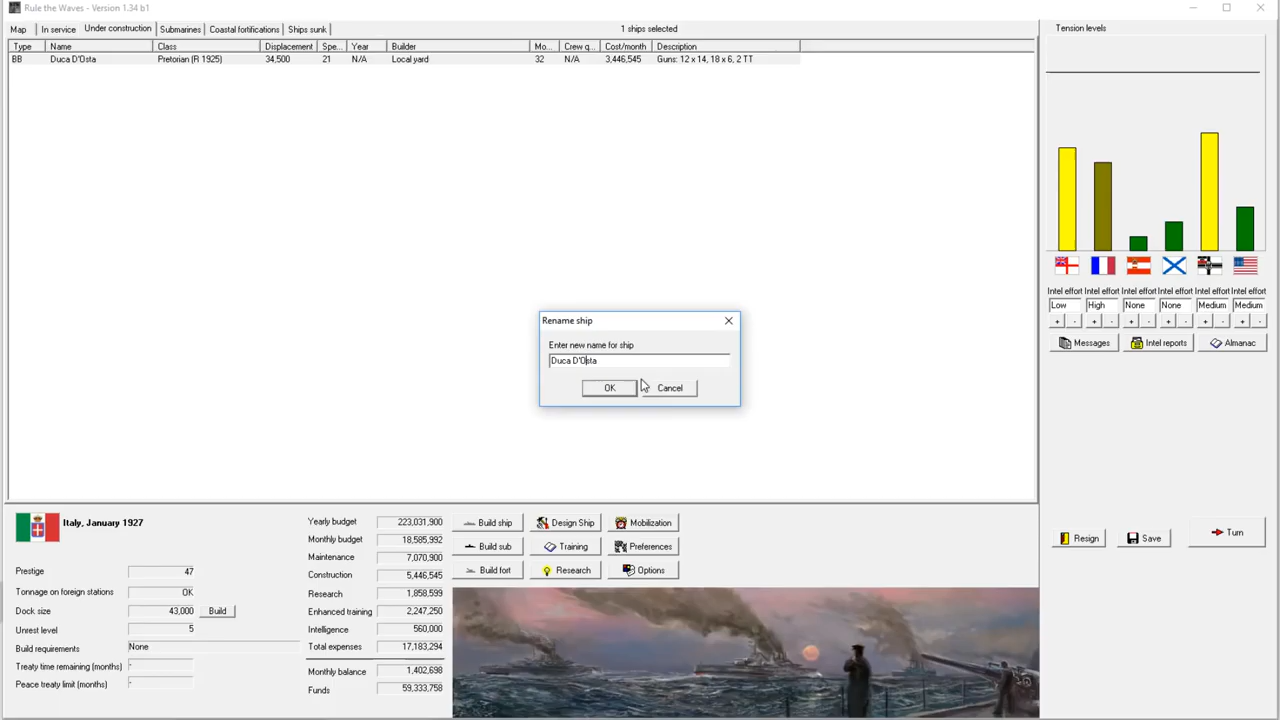 Rule the Waves - Version 1.34 b1
Map In service Under construction Submarines Coastal fortifications Ships sunk 1 ships selected
Type Name Class Displacement Spe... Year Builder Mo... Crew q... Cost/month Description
BB Duca D'Osta Pretorian (R 1925) 34,500 21 N/A Local yard 32 N/A 3,446,545 Guns: 12 x 14, 18 x 6, 2 TT
Tension levels
Intel effort Intel effort Intel effort Intel effort Intel effort Intel effort
Low High None None Medium Medium
+ - + - + - + - + - + -
Messages Intel reports Almanac
Rename ship
Enter new name for ship
Duca D'Osta
OK Cancel
Italy, January 1927
Prestige 47
Tonnage on foreign stations OK
Dock size 43,000 Build
Unrest level 5
Build requirements None
Treaty time remaining (months) -
Peace treaty limit (months) -
Yearly budget 223,031,900
Monthly budget 18,585,992
Maintenance 7,070,900
Construction 5,446,545
Research 1,858,599
Enhanced training 2,247,250
Intelligence 560,000
Total expenses 17,183,294
Monthly balance 1,402,698
Funds 59,333,758
Build ship Design Ship Mobilization
Build sub Training Preferences
Build fort Research Options
Resign Save Turn